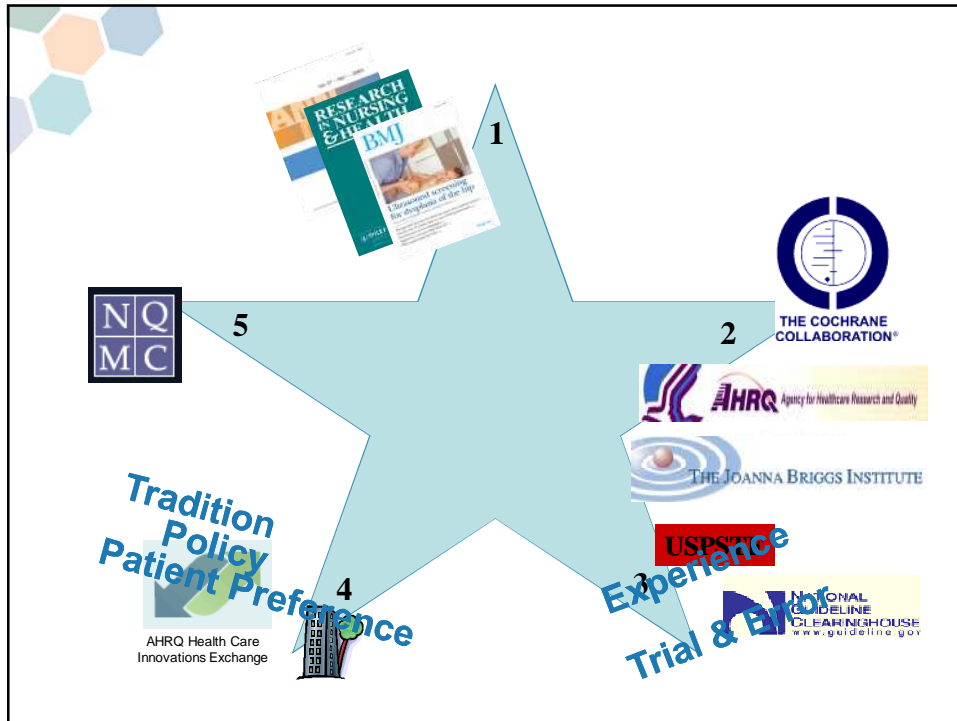 RESEARCH
IN NURSING
& HEALTH
WILEY
BMJ
Ultrasound screening
for dysplasia of the hip
1
THE COCHRANE
COLLABORATION®
2
AHRQ Agency for Healthcare Research and Quality
THE JOANNA BRIGGS INSTITUTE
N Q
M C
5
Tradition
Policy
Patient Preference
4
AHRQ Health Care
Innovations Exchange
USPSTF
Experience
3
Trial & Error
NATIONAL
GUIDELINE
CLEARINGHOUSE
www.guideline.gov